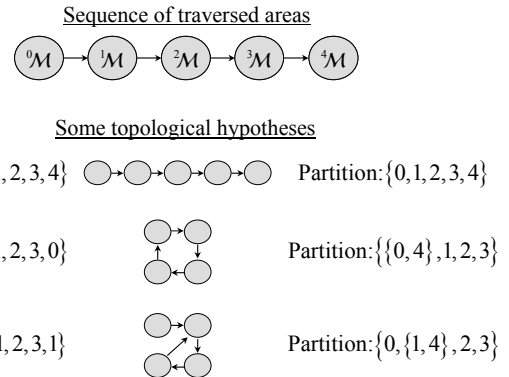 Sequence of traversed areas
⁰ℳ ¹ℳ ²ℳ ³ℳ ⁴ℳ
Some topological hypotheses
, 2, 3, 4} Partition:{0,1,2,3,4}
, 2, 3, 0} Partition:{{0,4},1,2,3}
1, 2, 3,1} Partition:{0,{1,4},2,3}